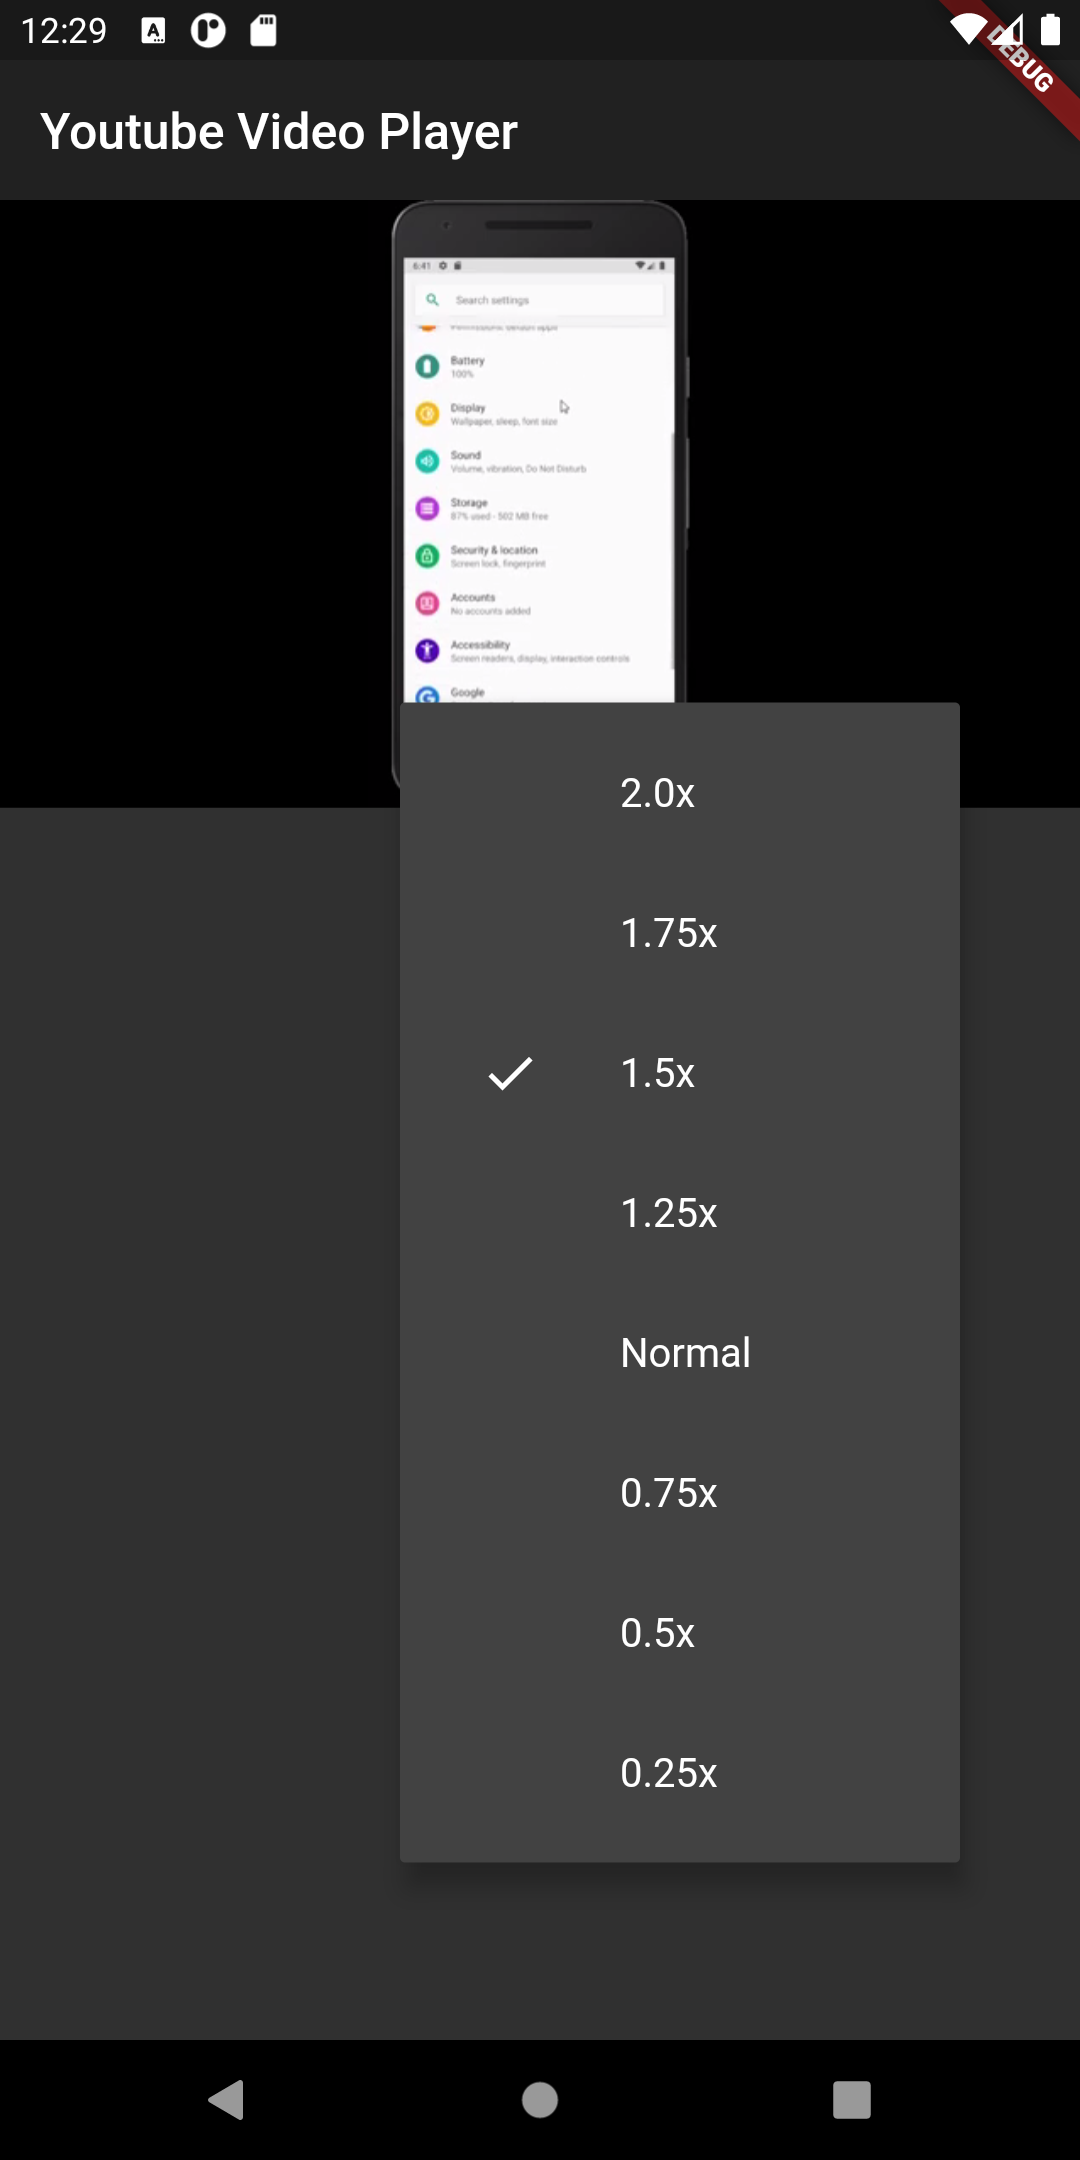 12:29
DEBUG
Youtube Video Player
6:41
Search settings
Permissions, default apps
Battery
100%
Display
Wallpaper, sleep, font size
Sound
Volume, vibration, Do Not Disturb
Storage
87% used - 502 MB free
Security & location
Screen lock, fingerprint
Accounts
No accounts added
Accessibility
Screen readers, display, interaction controls
Google
2.0x
1.75x
1.5x
1.25x
Normal
0.75x
0.5x
0.25x